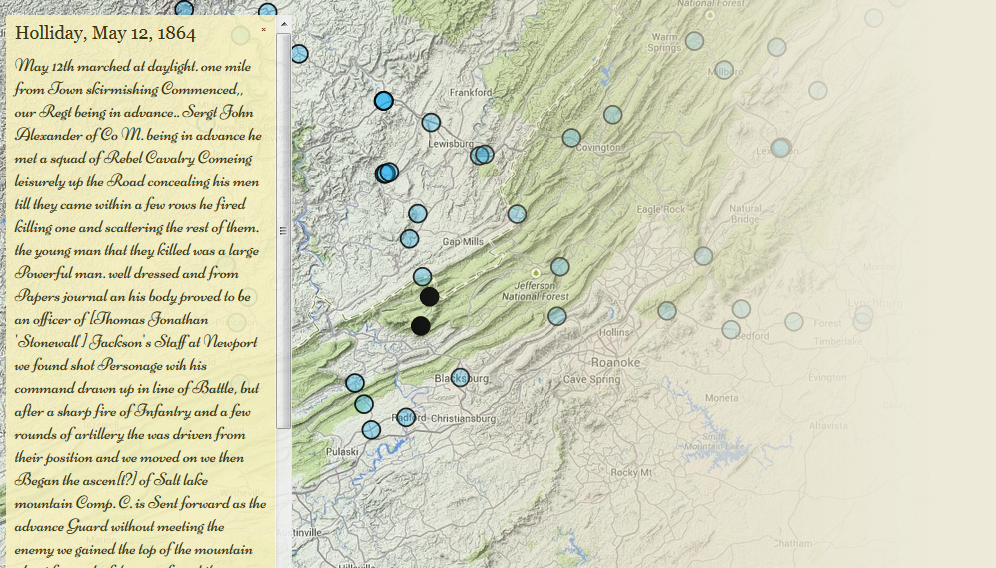 Holliday, May 12, 1864
×
May 12th marched at daylight. one mile
from Town skirmishing Commenced,,
our Regt being in advance.. Sergt John
Alexander of Co M. being in advance he
met a squad of Rebel Cavalry Comeing
leisurely up the Road concealing his men
till they came within a few rows he fired
killing one and scattering the rest of them.
the young man that they killed was a large
Powerful man. well dressed and from
Papers journal an his body proved to be
an officer of [Thomas Jonathan
'Stonewall'] Jackson's Staff at Newport
we found shot Personage wih his
command drawn up in line of Battle, but
after a sharp fire of Infantry and a few
rounds of artillery the was driven from
their position and we moved on we then
Began the ascen[t?] of Salt lake
mountain Comp. C. is Sent forward as the
advance Guard without meeting the
enemy we gained the top of the mountain
National Forest
Warm
Springs
Millboro
Frankford
Lewisburg
Covington
Lexington
Eagle Rock
Natural
Bridge
Gap Mills
Jefferson
National Forest
Monroe
Lynchburg
Hollins
Bedford
Forest
Timberlake
Roanoke
Blacksburg
Cave Spring
Evington
Moneta
Radford
Christiansburg
Altavista
Smith
Mountain Lake
Pulaski
Rocky Mt
Chatham
Hillsville